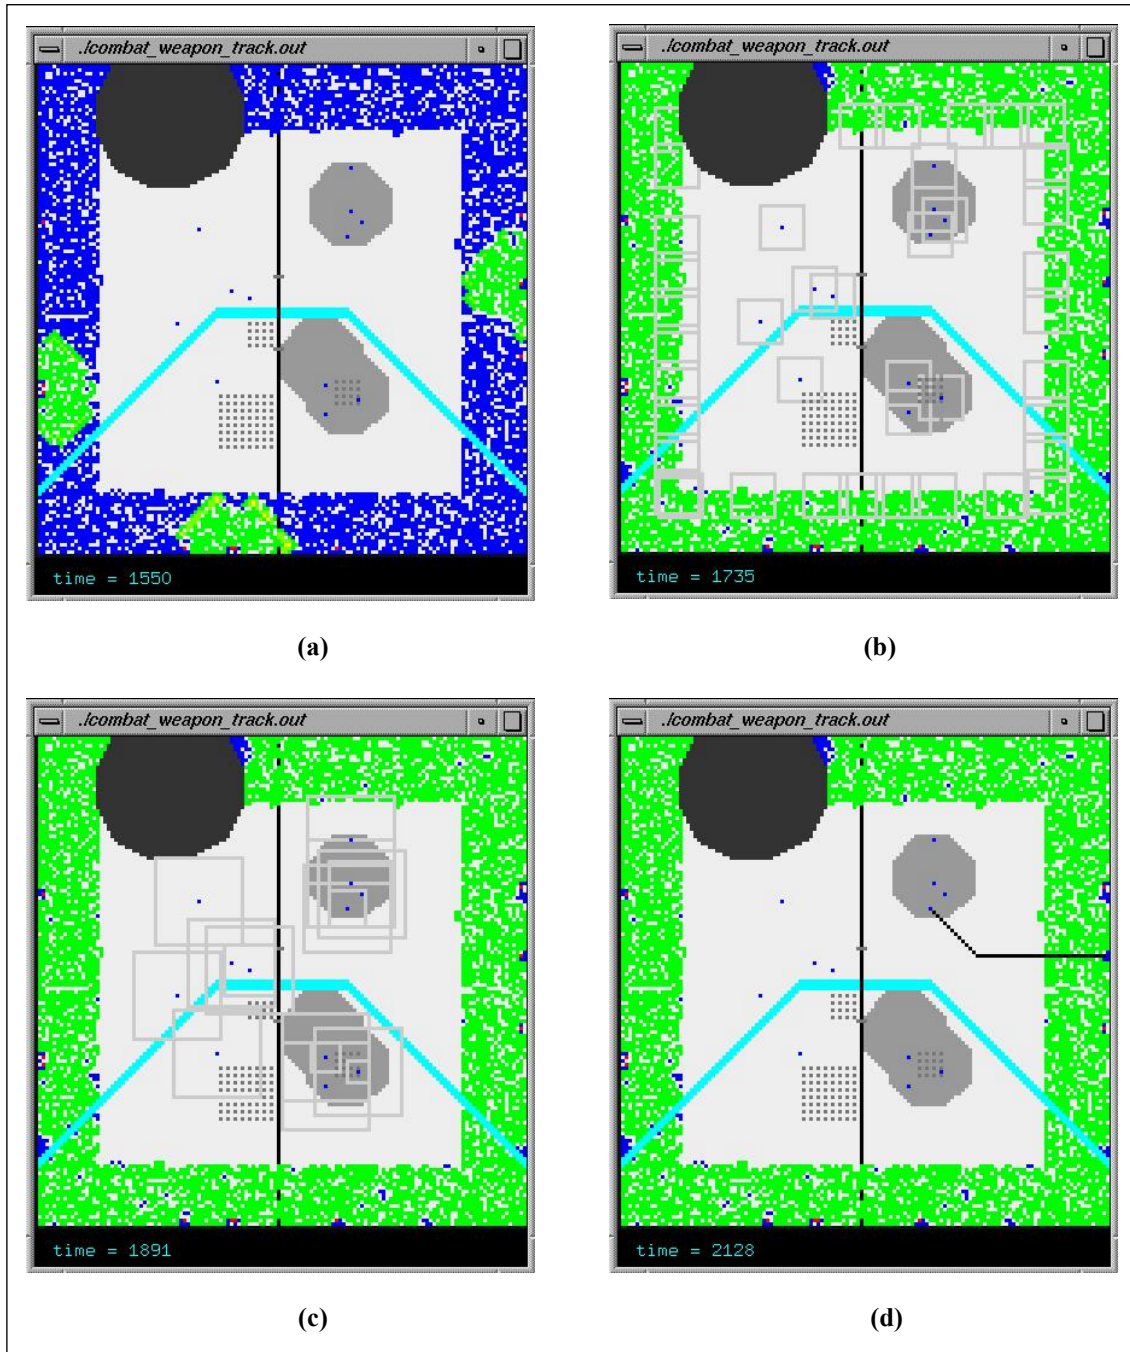 ./combat_weapon_track.out
./combat_weapon_track.out
time = 1550
time = 1735
(a)
(b)
./combat_weapon_track.out
./combat_weapon_track.out
time = 1891
time = 2128
(c)
(d)